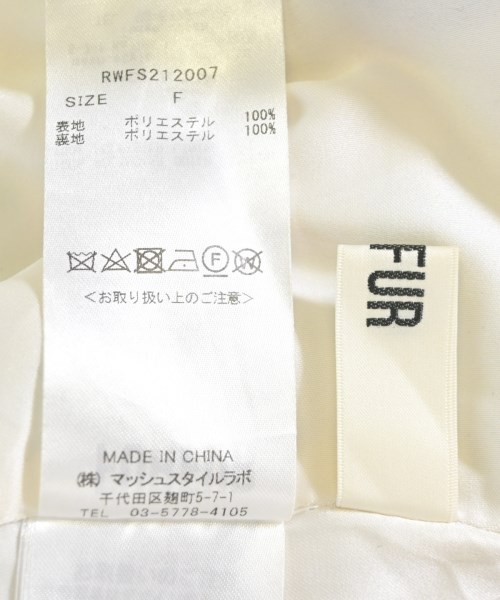 RWFS212007
SIZE F
表地 ポリエステル 100%
裏地 ポリエステル 100%
<お取り扱い上のご注意>
MADE IN CHINA
(株) マッシュスタイルラボ
千代田区麹町5-7-1
TEL 03-5778-4105
FUR